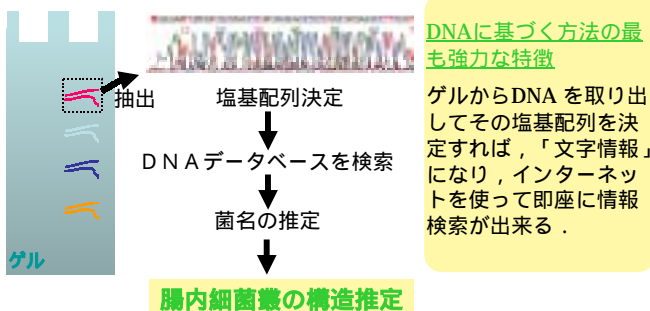 抽出
塩基配列決定
ＤＮＡデータベースを検索
菌名の推定
腸内細菌叢の構造推定
ゲル
DNAに基づく方法の最
も強力な特徴
ゲルからDNA を取り出
してその塩基配列を決
定すれば，「文字情報」
になり，インターネッ
トを使って即座に情報
検索が出来る．